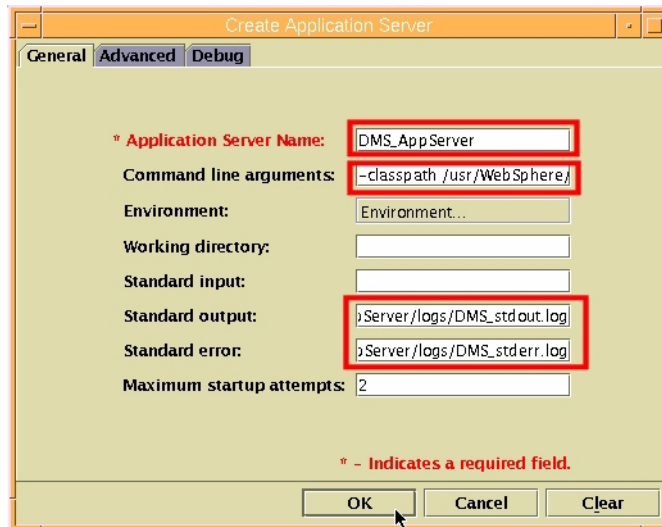 Create Application Server
General Advanced Debug
* Application Server Name: DMS_AppServer
Command line arguments: -classpath /usr/WebSphere/
Environment: Environment...
Working directory:
Standard input:
Standard output: pServer/logs/DMS_stdout.log
Standard error: pServer/logs/DMS_stderr.log
Maximum startup attempts: 2
* - Indicates a required field.
OK Cancel Clear